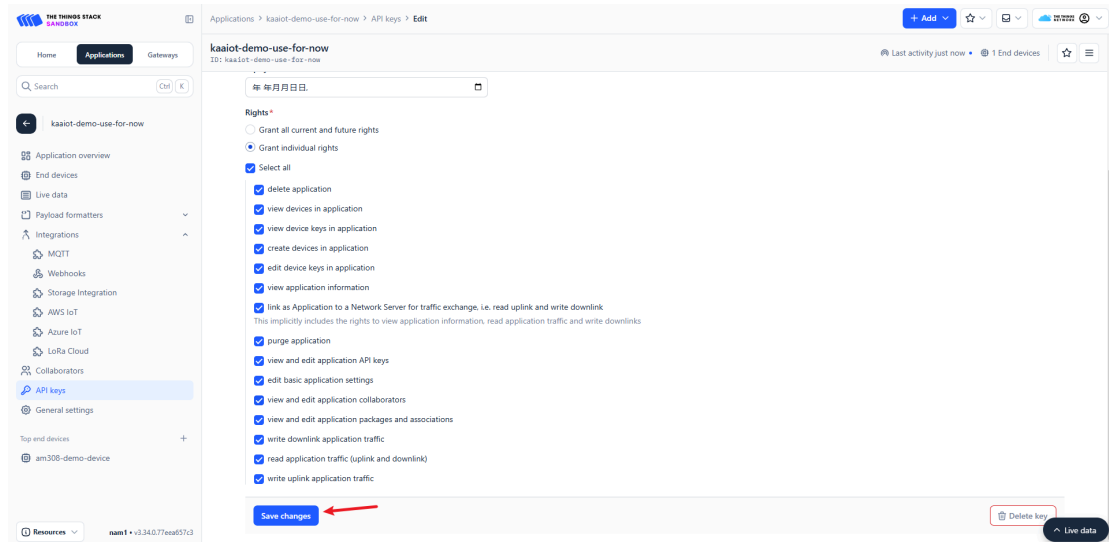 THE THINGS STACK
SANDBOX
Applications > kaaiot-demo-use-for-now > API keys > Edit
+ Add
THE THINGS
NETWORK
Home
Applications
Gateways
kaaiot-demo-use-for-now
ID: kaaiot-demo-use-for-now
Last activity just now • 1 End devices
Search
Ctrl
K
年 年月月日日.
Rights*
Grant all current and future rights
Grant individual rights
Select all
kaaiot-demo-use-for-now
Application overview
End devices
Live data
Payload formatters
Integrations
MQTT
Webhooks
Storage Integration
AWS IoT
Azure IoT
LoRa Cloud
Collaborators
API keys
General settings
Top end devices
am308-demo-device
delete application
view devices in application
view device keys in application
create devices in application
edit device keys in application
view application information
link as Application to a Network Server for traffic exchange, i.e. read uplink and write downlink
This implicitly includes the rights to view application information, read application traffic and write downlinks
purge application
view and edit application API keys
edit basic application settings
view and edit application collaborators
view and edit application packages and associations
write downlink application traffic
read application traffic (uplink and downlink)
write uplink application traffic
Save changes
Delete key
Resources
nam1 • v3.34.0.77eea657c3
Live data